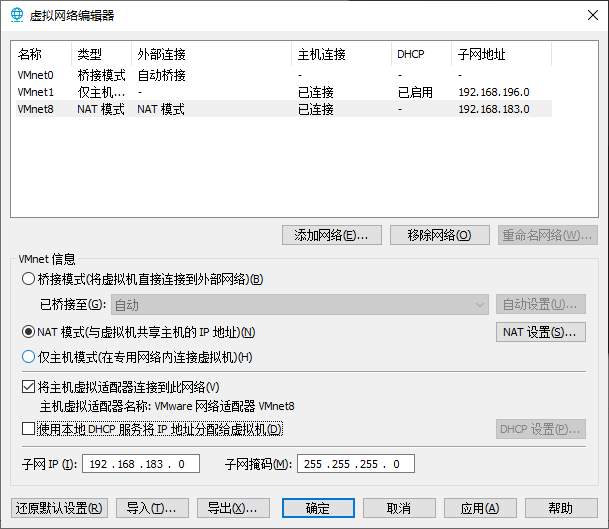 虚拟网络编辑器
名称 类型 外部连接 主机连接 DHCP 子网地址
VMnet0 桥接模式 自动桥接 - - -
VMnet1 仅主机... - 已连接 已启用 192.168.196.0
VMnet8 NAT 模式 NAT 模式 已连接 - 192.168.183.0
添加网络(E)... 移除网络(O) 重命名网络(W)...
VMnet 信息
桥接模式(将虚拟机直接连接到外部网络)(B)
已桥接至(G): 自动 自动设置(U)...
NAT 模式(与虚拟机共享主机的 IP 地址)(N) NAT 设置(S)...
仅主机模式(在专用网络内连接虚拟机)(H)
将主机虚拟适配器连接到此网络(V)
主机虚拟适配器名称: VMware 网络适配器 VMnet8
使用本地 DHCP 服务将 IP 地址分配给虚拟机(D) DHCP 设置(P)...
子网 IP (I): 192 . 168 . 183 . 0 子网掩码(M): 255 . 255 . 255 . 0
还原默认设置(R) 导入(T)... 导出(X)... 确定 取消 应用(A) 帮助